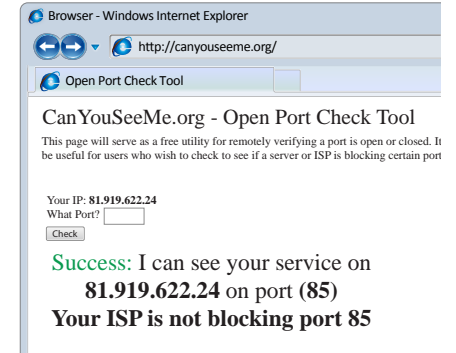 Browser - Windows Internet Explorer
http://canyouseeme.org/
Open Port Check Tool
CanYouSeeMe.org - Open Port Check Tool
This page will serve as a free utility for remotely verifying a port is open or closed. It
be useful for users who wish to check to see if a server or ISP is blocking certain port
Your IP: 81.919.622.24
What Port?
Check
Success: I can see your service on
81.919.622.24 on port (85)
Your ISP is not blocking port 85